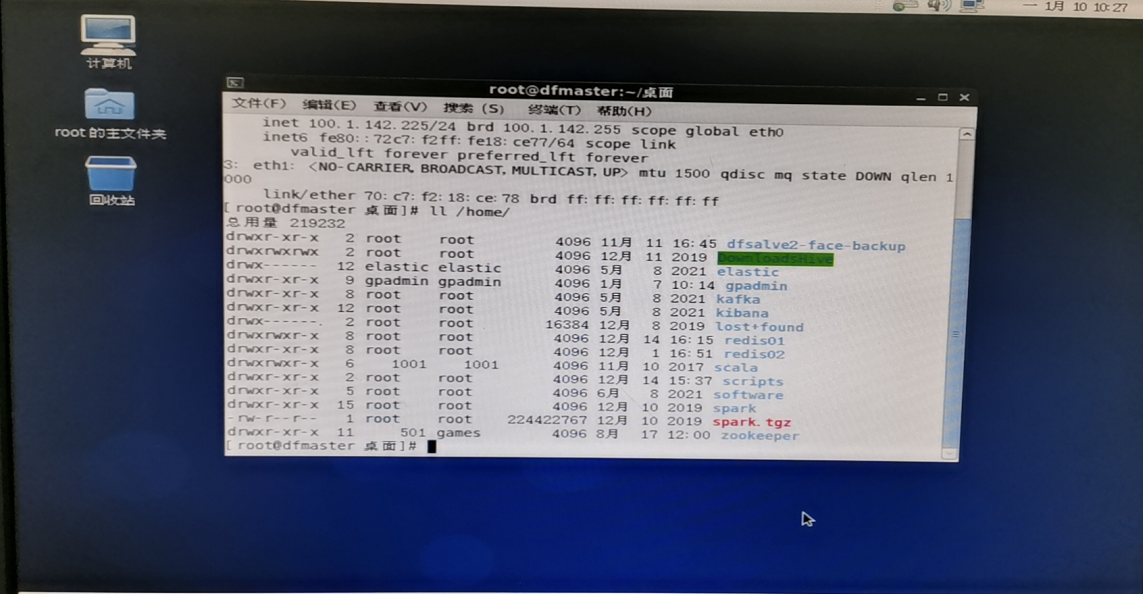 一 1月 10 10:27
计算机
root 的主文件夹
回收站
root@dfmaster:~/桌面
文件(F) 编辑(E) 查看(V) 搜索 (S) 终端(T) 帮助(H)
inet 100.1.142.225/24 brd 100.1.142.255 scope global eth0
inet6 fe80::72c7:f2ff:fe18:ce77/64 scope link
valid_lft forever preferred_lft forever
3: eth1: <NO-CARRIER,BROADCAST,MULTICAST,UP> mtu 1500 qdisc mq state DOWN qlen 1
000
link/ether 70:c7:f2:18:ce:78 brd ff:ff:ff:ff:ff:ff
[root@dfmaster 桌面]# ll /home/
总用量 219232
drwxr-xr-x 2 root root 4096 11月 11 16:45 dfsalve2-face-backup
drwxrwxrwx 2 root root 4096 12月 11 2019 DownloadsHive
drwx------ 12 elastic elastic 4096 5月 8 2021 elastic
drwxr-xr-x 9 gpadmin gpadmin 4096 1月 7 10:14 gpadmin
drwxr-xr-x 8 root root 4096 5月 8 2021 kafka
drwxr-xr-x 12 root root 4096 5月 8 2021 kibana
drwx------. 2 root root 16384 12月 8 2019 lost+found
drwxr-xr-x 8 root root 4096 12月 14 16:15 redis01
drwxr-xr-x 8 root root 4096 12月 1 16:51 redis02
drwxrwxr-x 6 1001 1001 4096 11月 10 2017 scala
drwxr-xr-x 2 root root 4096 12月 14 15:37 scripts
drwxr-xr-x 5 root root 4096 6月 8 2021 software
drwxr-xr-x 15 root root 4096 12月 10 2019 spark
-rw-r--r-- 1 root root 224422767 12月 10 2019 spark.tgz
drwxr-xr-x 11 501 games 4096 8月 17 12:00 zookeeper
[root@dfmaster 桌面]#